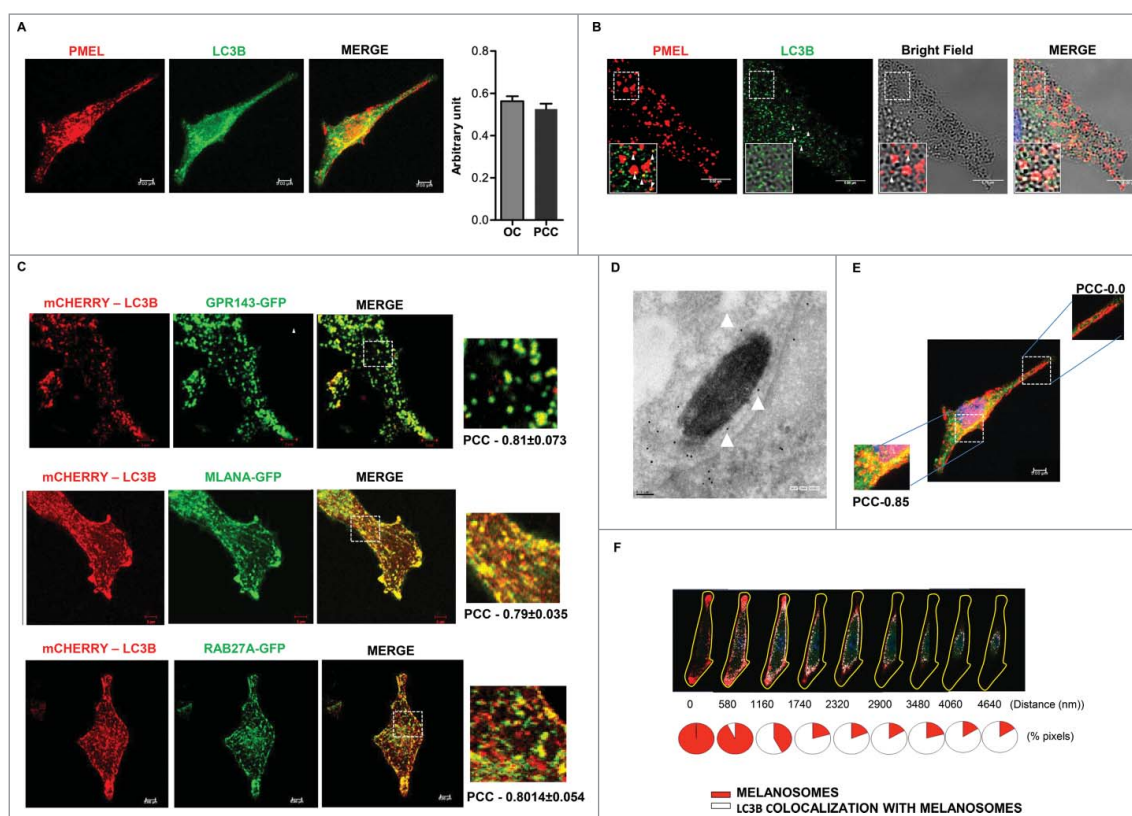 A
PMEL
LC3B
MERGE
Arbitrary unit
0.8
0.6
0.4
0.2
0.0
OC
PCC
B
PMEL
LC3B
Bright Field
MERGE
C
mCHERRY – LC3B
GPR143-GFP
MERGE
PCC - 0.81±0.073
mCHERRY – LC3B
MLANA-GFP
MERGE
PCC - 0.79±0.035
mCHERRY – LC3B
RAB27A-GFP
MERGE
PCC - 0.8014±0.054
D
E
PCC-0.0
PCC-0.85
F
0 580 1160 1740 2320 2900 3480 4060 4640 (Distance (nm))
(% pixels)
MELANOSOMES
LC3B COLOCALIZATION WITH MELANOSOMES